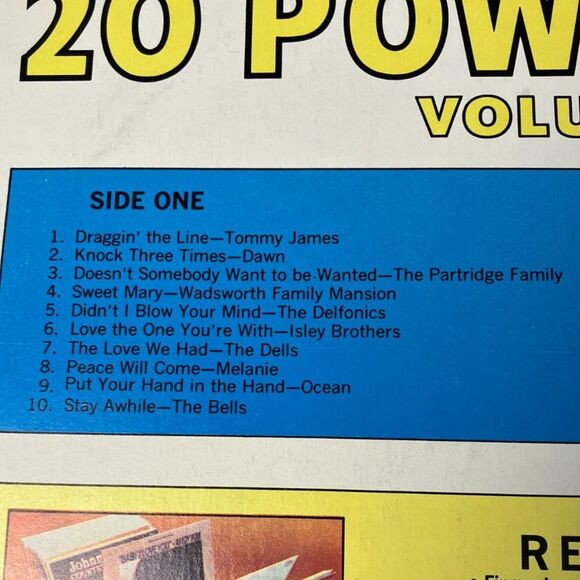 20 POW
VOLU
SIDE ONE
1. Draggin' the Line—Tommy James
2. Knock Three Times—Dawn
3. Doesn't Somebody Want to be Wanted—The Partridge Family
4. Sweet Mary—Wadsworth Family Mansion
5. Didn't I Blow Your Mind—The Delfonics
6. Love the One You're With—Isley Brothers
7. The Love We Had—The Dells
8. Peace Will Come—Melanie
9. Put Your Hand in the Hand—Ocean
10. Stay Awhile—The Bells
RE
John